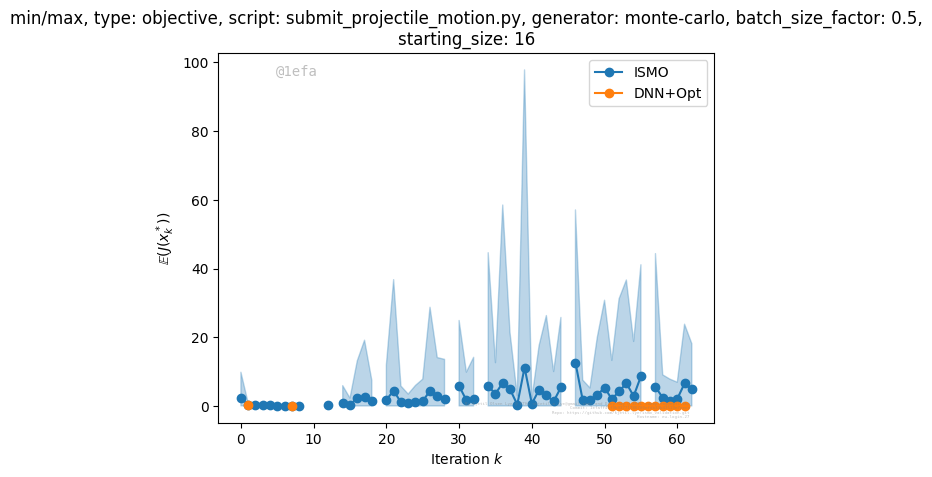 min/max, type: objective, script: submit_projectile_motion.py, generator: monte-carlo, batch_size_factor: 0.5,
starting_size: 16
@1efa
ISMO
DNN+Opt
100
80
60
40
20
0
𝔼(J(x_k^*))
0 10 20 30 40 50 60
Iteration k